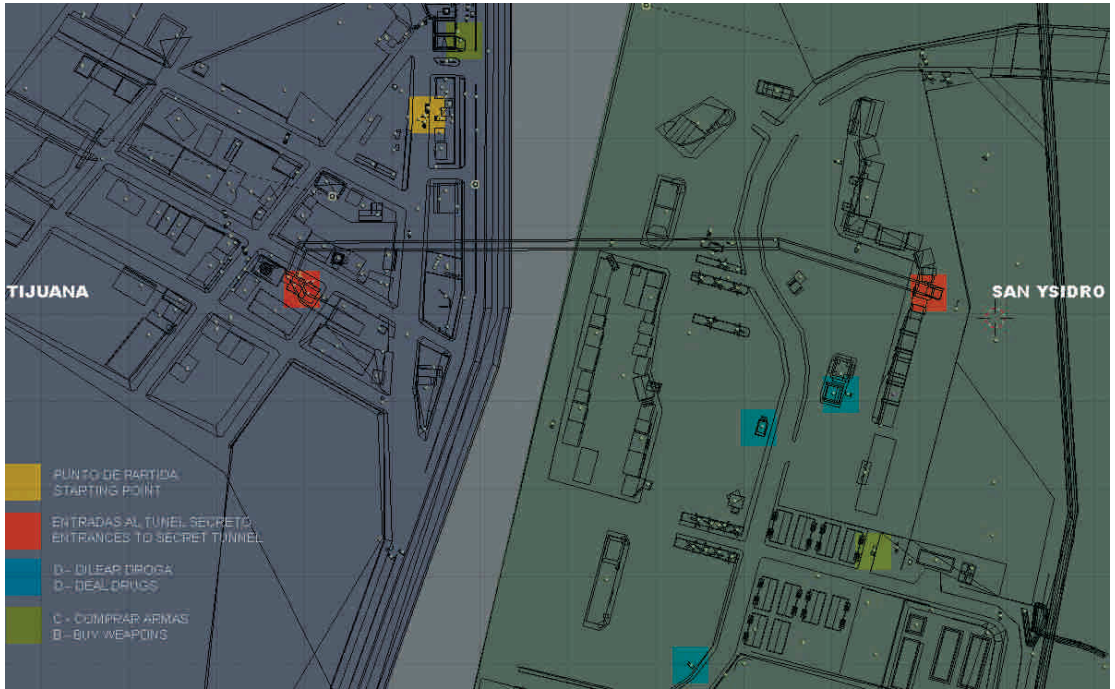 TIJUANA
SAN YSIDRO
PUNTO DE PARTIDA
STARTING POINT
ENTRADAS AL TUNEL SECRETO
ENTRANCES TO SECRET TUNNEL
D - DILEAR DROGA
D - DEAL DRUGS
C - COMPRAR ARMAS
B - BUY WEAPONS